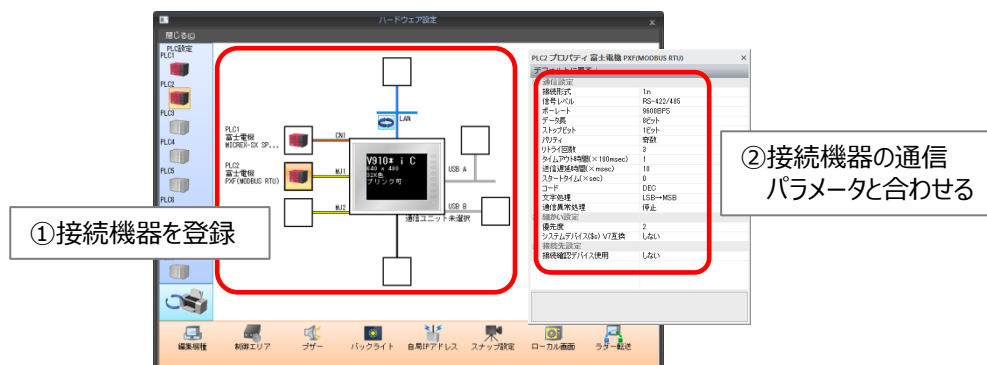 ハードウェア設定
閉じる(C)
PLC設定
PLC1
PLC2
PLC3
PLC4
PLC5
PLC6
LAN
PLC1
富士電機
MICREX-SX SP...
CN1
PLC2
富士電機
PXF(MODBUS RTU)
MJ1
MJ2
V910* i C
640 x 480
32K色
ブリンク可
USB A
USB B
通信ユニット未選択
①接続機器を登録
PLC2 プロパティ 富士電機 PXF(MODBUS RTU)
デフォルトに戻す
通信設定
接続形式 1:n
信号レベル RS-422/485
ボーレート 9600BPS
データ長 8ビット
ストップビット 1ビット
パリティ 奇数
リトライ回数 3
タイムアウト時間(×100msec) 1
送信遅延時間(×msec) 10
スタートタイム(×sec) 0
コード DEC
文字処理 LSB→MSB
通信異常処理 停止
細かい設定
優先度 2
システムデバイス($s) V7互換 しない
接続先設定
接続確認デバイス使用 しない
②接続機器の通信
パラメータと合わせる
編集機種
制御エリア
ブザー
バックライト
自局IPアドレス
スナップ設定
ローカル画面
ラダー転送